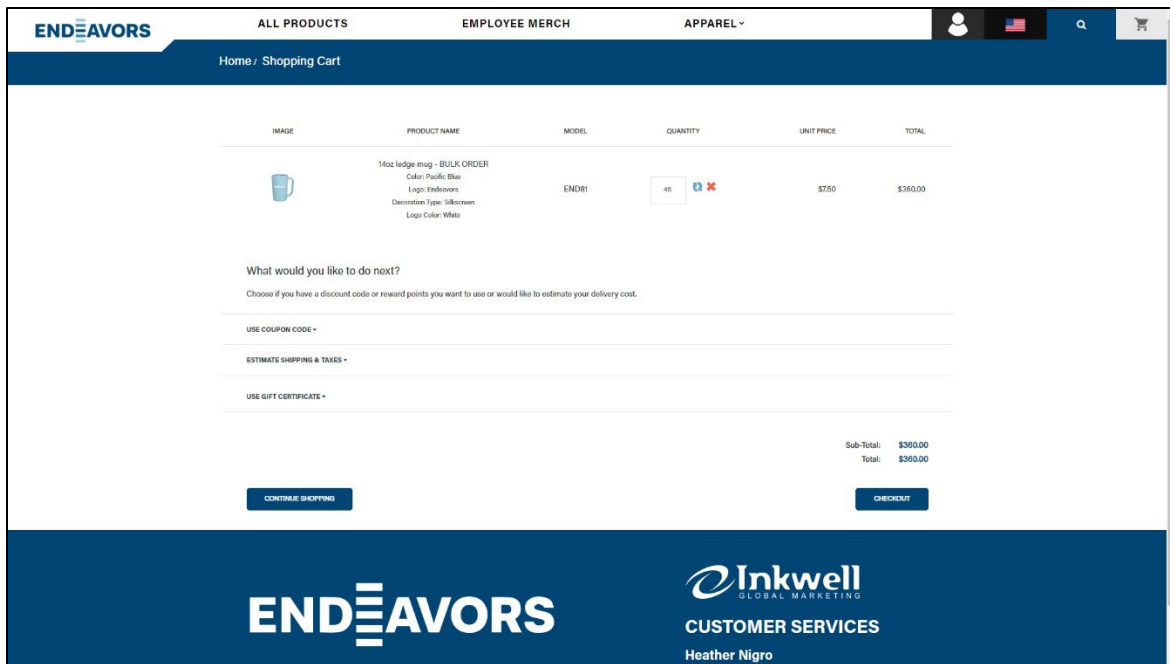 ENDEAVORS
ALL PRODUCTS
EMPLOYEE MERCH
APPAREL
Home / Shopping Cart
IMAGE PRODUCT NAME MODEL QUANTITY UNIT PRICE TOTAL
14oz ledge mug - BULK ORDER
Color: Pacific Blue
Logo: Endeavors
Decoration Type: Silkscreen
Logo Color: White
END81
48
$7.50
$360.00
What would you like to do next?
Choose if you have a discount code or reward points you want to use or would like to estimate your delivery cost.
USE COUPON CODE
ESTIMATE SHIPPING & TAXES
USE GIFT CERTIFICATE
Sub-Total: $360.00
Total: $360.00
CONTINUE SHOPPING
CHECKOUT
ENDEAVORS
Inkwell
GLOBAL MARKETING
CUSTOMER SERVICES
Heather Nigro